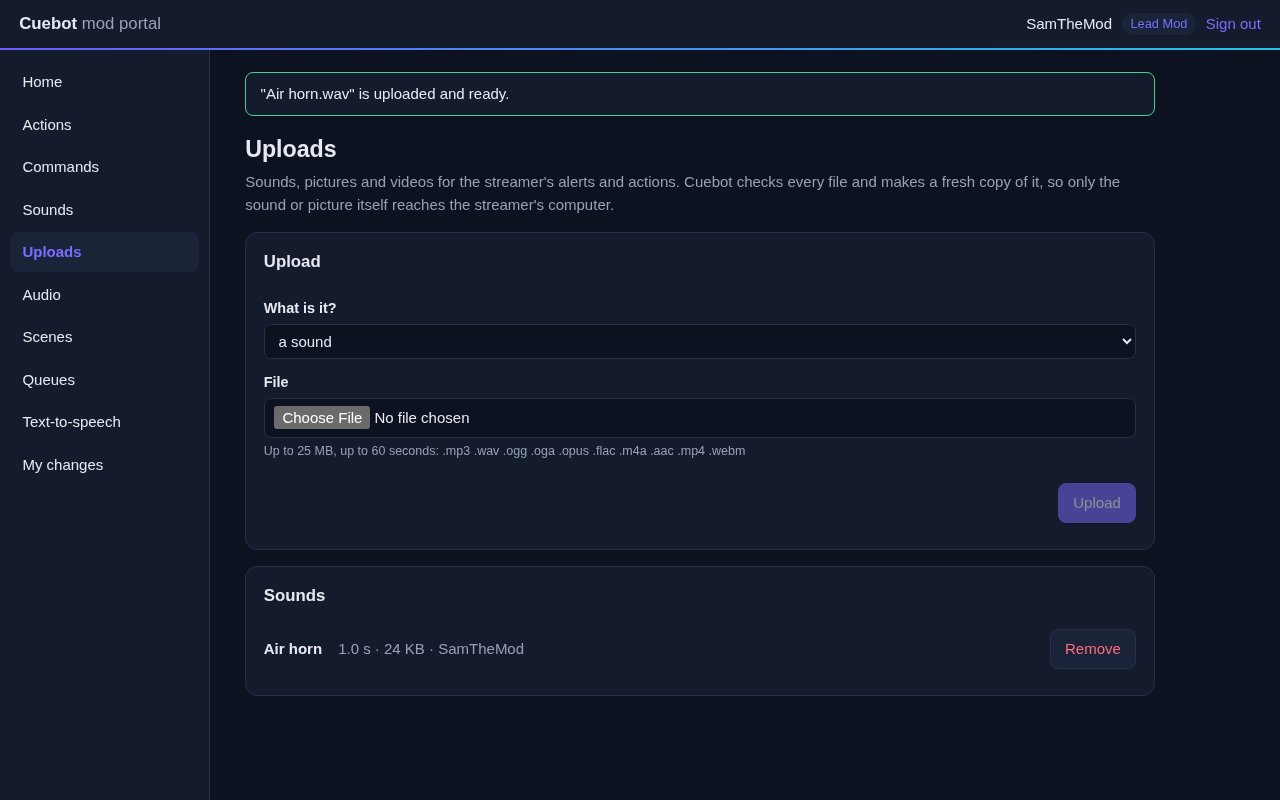 Cuebot mod portal
SamTheMod Lead Mod Sign out
Home
Actions
Commands
Sounds
Uploads
Audio
Scenes
Queues
Text-to-speech
My changes
"Air horn.wav" is uploaded and ready.
Uploads
Sounds, pictures and videos for the streamer's alerts and actions. Cuebot checks every file and makes a fresh copy of it, so only the
sound or picture itself reaches the streamer's computer.
Upload
What is it?
a sound
File
Choose File No file chosen
Up to 25 MB, up to 60 seconds: .mp3 .wav .ogg .oga .opus .flac .m4a .aac .mp4 .webm
Upload
Sounds
Air horn 1.0 s · 24 KB · SamTheMod
Remove